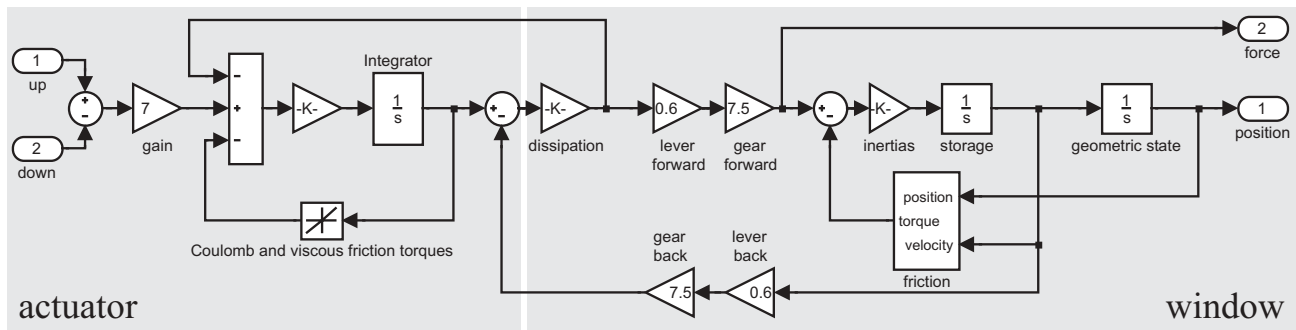 1
up
2
down
+
-
7
gain
-
+
-
-K-
Integrator
1
s
Coulomb and viscous friction torques
+
-
-K-
dissipation
0.6
lever
forward
7.5
gear
forward
+
-
-K-
inertias
1
s
storage
1
s
geometric state
2
force
1
position
position
torque
velocity
friction
gear
back
7.5
lever
back
0.6
actuator
window